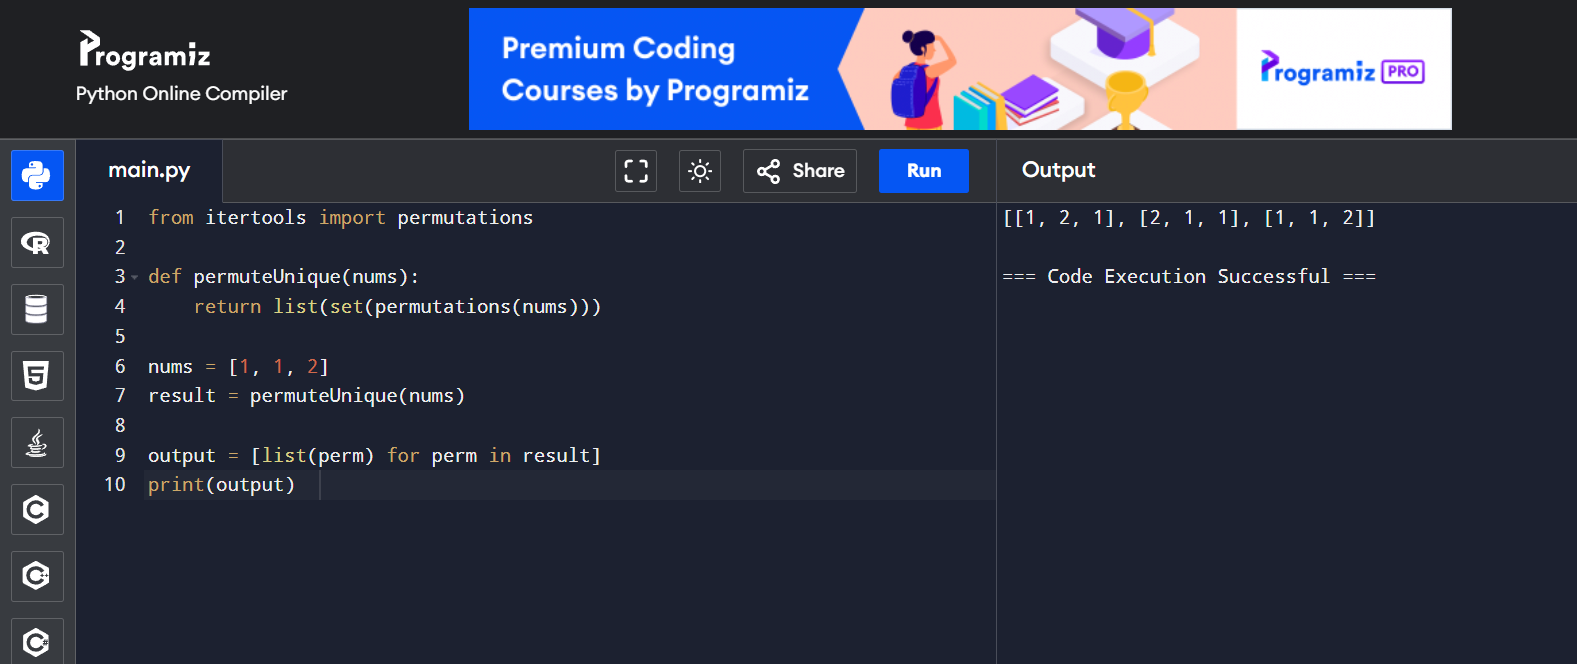 Programiz
Python Online Compiler
Premium Coding
Courses by Programiz
Programiz PRO
main.py
Share
Run
Output
1 from itertools import permutations
2
3 def permuteUnique(nums):
4     return list(set(permutations(nums)))
5
6 nums = [1, 1, 2]
7 result = permuteUnique(nums)
8
9 output = [list(perm) for perm in result]
10 print(output)
[[1, 2, 1], [2, 1, 1], [1, 1, 2]]
=== Code Execution Successful ===
R
5
C
C++
C#